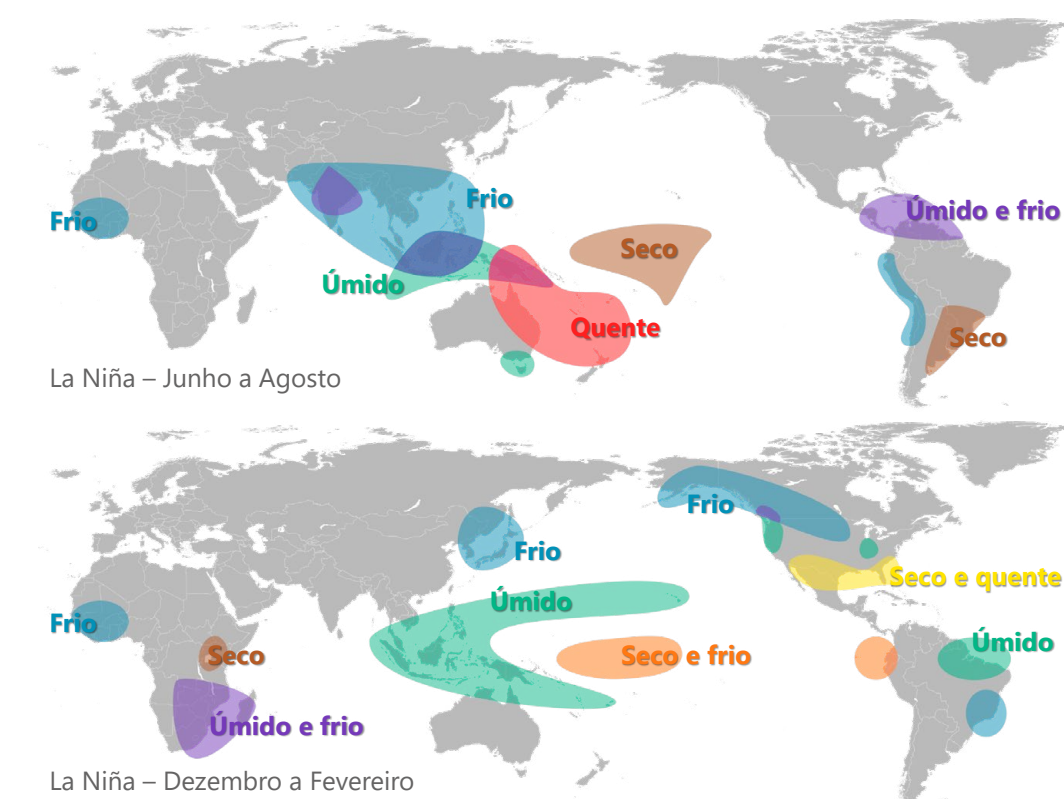 Frio
Frio
Úmido e frio
Seco
Úmido
Quente
Seco
La Niña – Junho a Agosto
Frio
Frio
Seco e quente
Úmido
Frio
Úmido
Seco
Seco e frio
Úmido e frio
La Niña – Dezembro a Fevereiro